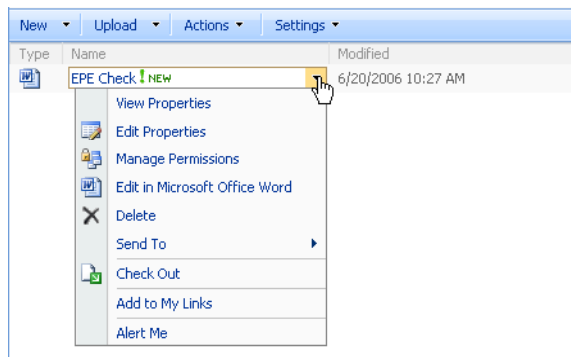 New Upload Actions Settings
Type Name Modified
EPE Check ! NEW 6/20/2006 10:27 AM
View Properties
Edit Properties
Manage Permissions
Edit in Microsoft Office Word
Delete
Send To
Check Out
Add to My Links
Alert Me